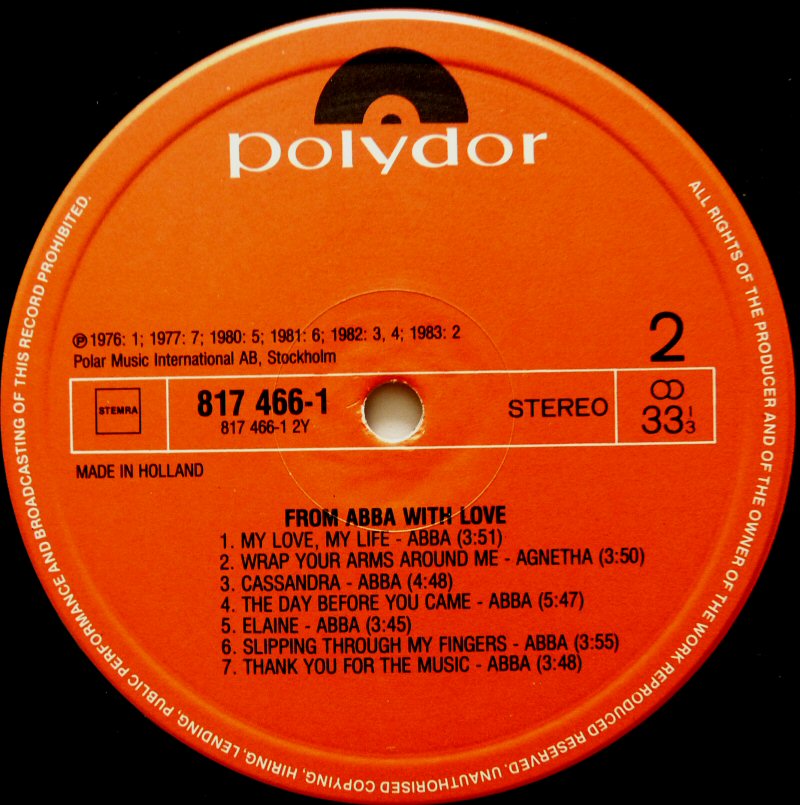 polydor
ALL RIGHTS OF THE PRODUCER AND OF THE OWNER OF THE WORK REPRODUCED RESERVED. UNAUTHORISED COPYING, HIRING, LENDING, PUBLIC PERFORMANCE AND BROADCASTING OF THIS RECORD PROHIBITED.
℗ 1976: 1; 1977: 7; 1980: 5; 1981: 6; 1982: 3, 4; 1983: 2
Polar Music International AB, Stockholm
2
STEMRA
817 466-1
817 466-1 2Y
STEREO
33 1/3
MADE IN HOLLAND
FROM ABBA WITH LOVE
1. MY LOVE, MY LIFE - ABBA (3:51)
2. WRAP YOUR ARMS AROUND ME - AGNETHA (3:50)
3. CASSANDRA - ABBA (4:48)
4. THE DAY BEFORE YOU CAME - ABBA (5:47)
5. ELAINE - ABBA (3:45)
6. SLIPPING THROUGH MY FINGERS - ABBA (3:55)
7. THANK YOU FOR THE MUSIC - ABBA (3:48)